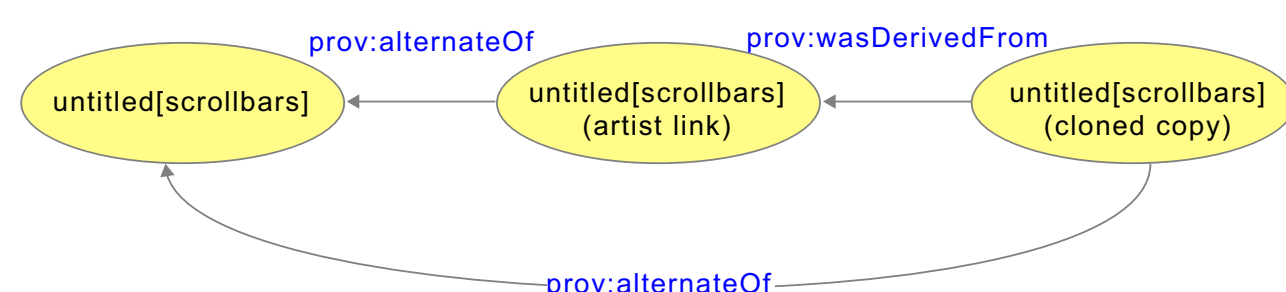 prov:alternateOf
prov:wasDerivedFrom
untitled[scrollbars]
untitled[scrollbars]
(artist link)
untitled[scrollbars]
(cloned copy)
prov:alternateOf